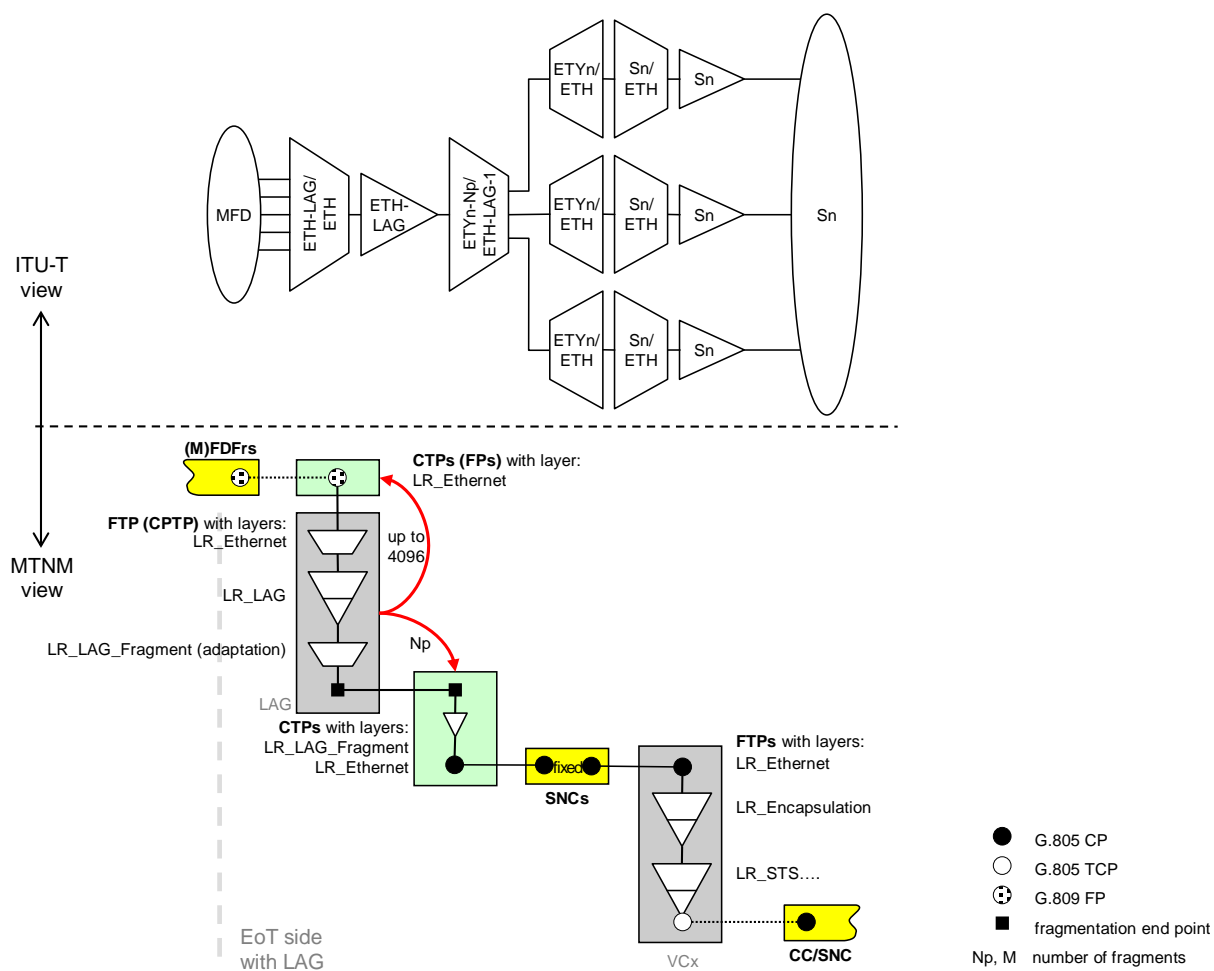 ITU-T
view
MFD
ETH-LAG/
ETH
ETH-
LAG
ETYn-Np/
ETH-LAG-1
ETYn/
ETH
Sn/
ETH
Sn
ETYn/
ETH
Sn/
ETH
Sn
ETYn/
ETH
Sn/
ETH
Sn
Sn
MTNM
view
(M)FDFrs
CTPs (FPs) with layer:
LR_Ethernet
FTP (CPTP) with layers:
LR_Ethernet
up to
4096
LR_LAG
LR_LAG_Fragment (adaptation)
Np
LAG
CTPs with layers:
LR_LAG_Fragment
LR_Ethernet
fixed
SNCs
FTPs with layers:
LR_Ethernet
LR_Encapsulation
LR_STS....
VCx
CC/SNC
EoT side
with LAG
G.805 CP
G.805 TCP
G.809 FP
fragmentation end point
Np, M number of fragments